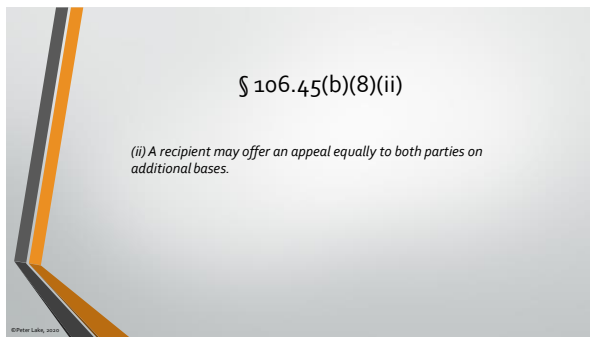 § 106.45(b)(8)(ii)
(ii) A recipient may offer an appeal equally to both parties on
additional bases.
©Peter Lake, 2020